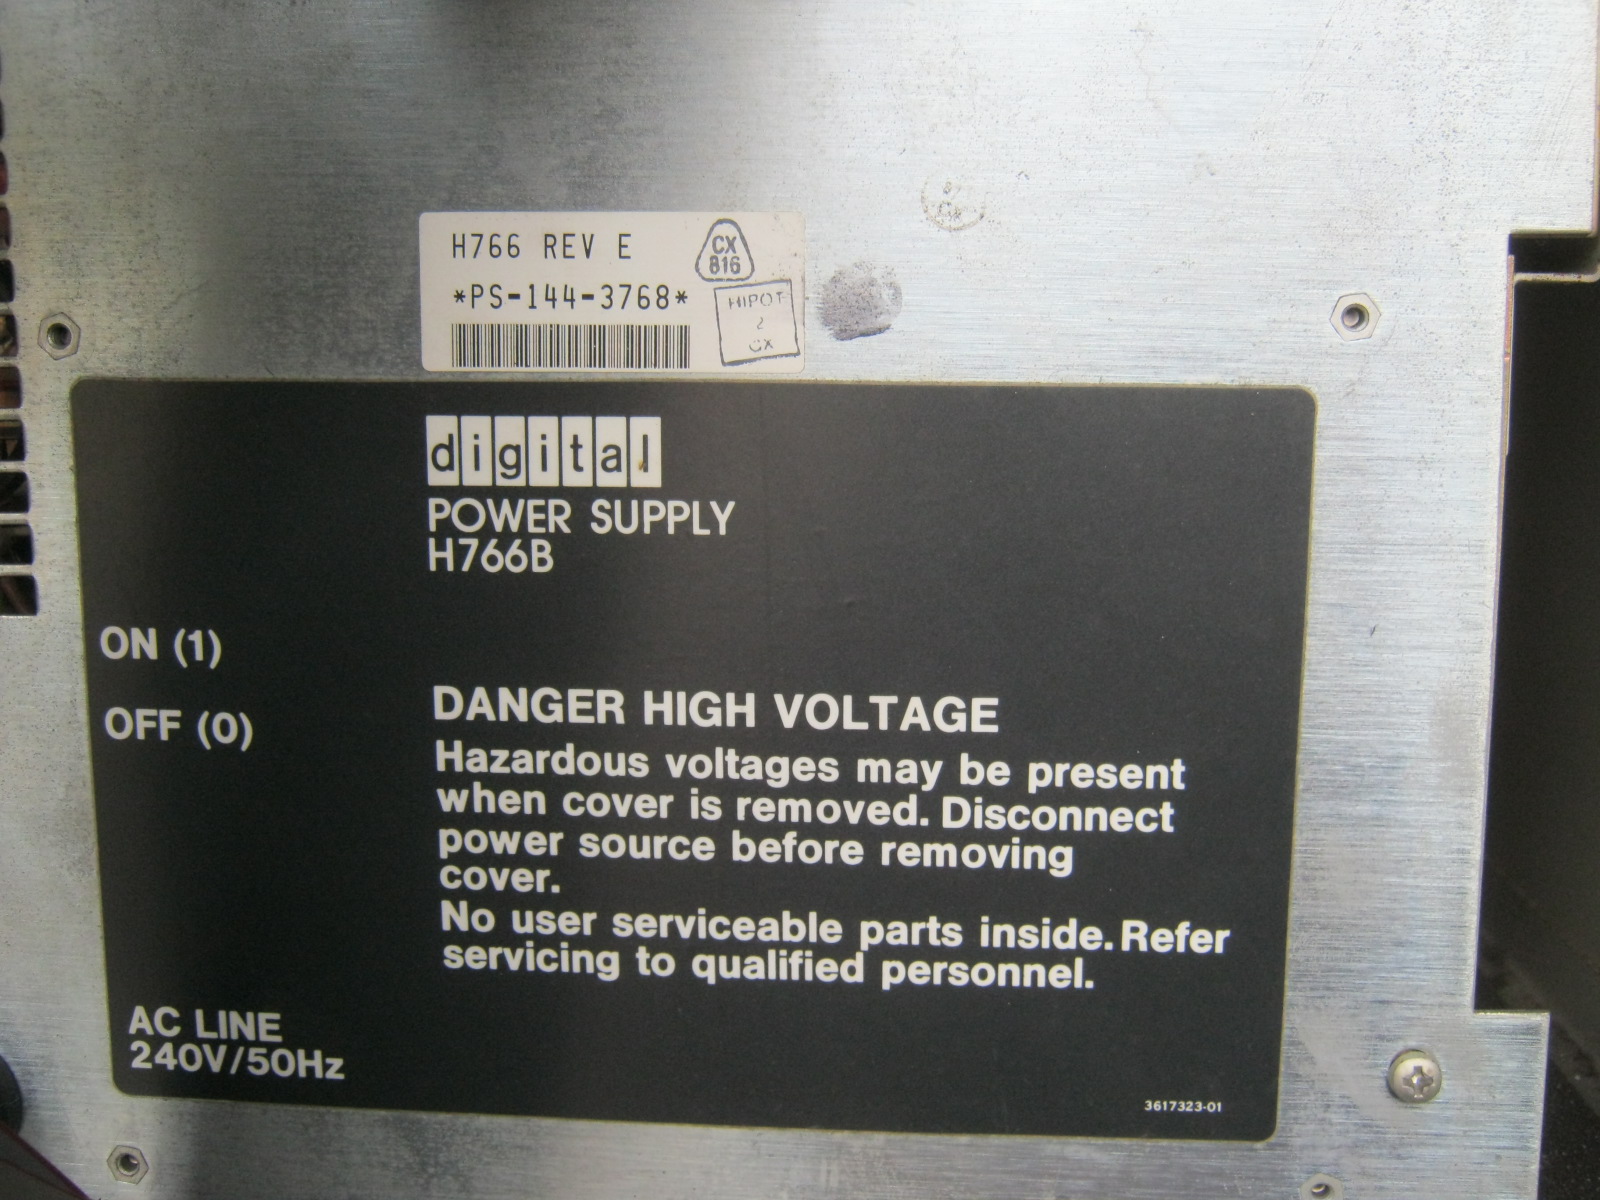 H766 REV E
CX
816
*PS-144-3768*
HIPOT
2
CX
digital
POWER SUPPLY
H766B
ON (1)
OFF (0)
DANGER HIGH VOLTAGE
Hazardous voltages may be present
when cover is removed. Disconnect
power source before removing
cover.
No user serviceable parts inside. Refer
servicing to qualified personnel.
AC LINE
240V/50Hz
3617323-01